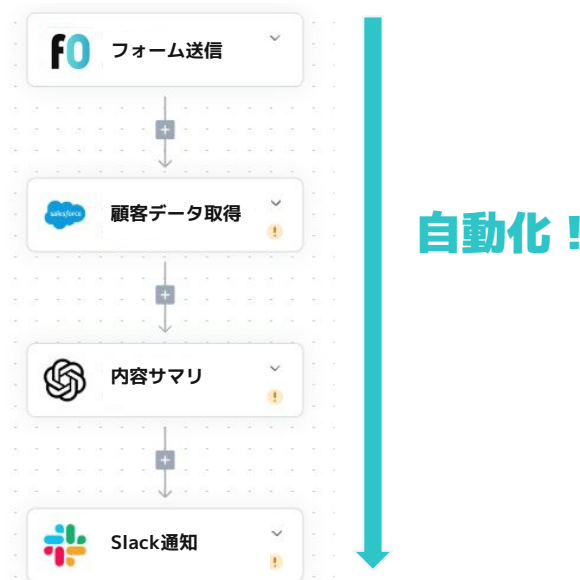 f0 フォーム送信
salesforce 顧客データ取得
自動化！
内容サマリ
Slack通知